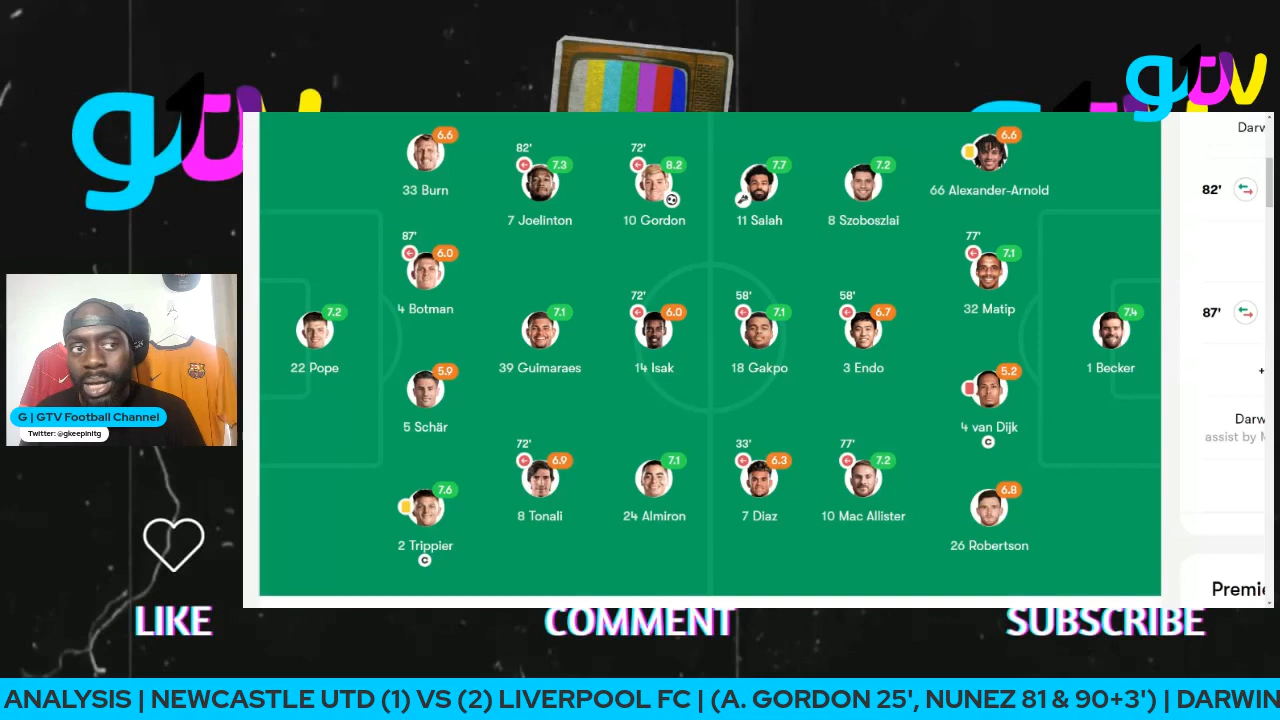 gtv
gtv
6.6
33 Burn
82'
7.3
7 Joelinton
72'
8.2
10 Gordon
7.7
11 Salah
7.2
8 Szoboszlai
6.6
66 Alexander-Arnold
Darw
82'
87'
6.0
4 Botman
77'
7.1
32 Matip
87'
7.2
22 Pope
7.1
39 Guimaraes
72'
6.0
14 Isak
58'
7.1
18 Gakpo
58'
6.7
3 Endo
7.4
1 Becker
5.9
5 Schär
5.2
4 van Dijk
C
Darw
assist by
G | GTV Football Channel
Twitter: @gkeepinitg
7.6
2 Trippier
C
72'
6.9
8 Tonali
7.1
24 Almiron
33'
6.3
7 Diaz
77'
7.2
10 Mac Allister
6.8
26 Robertson
Premie
LIKE
COMMENT
SUBSCRIBE
ANALYSIS | NEWCASTLE UTD (1) VS (2) LIVERPOOL FC | (A. GORDON 25', NUNEZ 81 & 90+3') | DARWIN